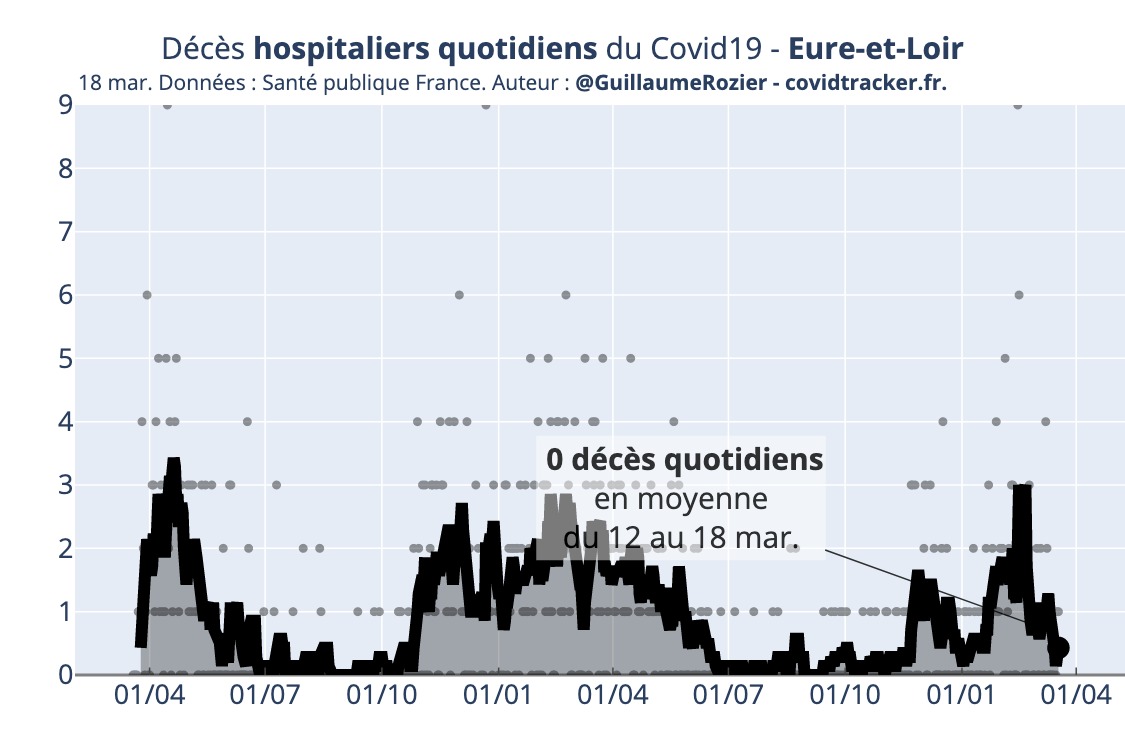 Décès hospitaliers quotidiens du Covid19 - Eure-et-Loir
18 mar. Données : Santé publique France. Auteur : @GuillaumeRozier - covidtracker.fr.
9
8
7
6
5
4
3
2
1
0
0 décès quotidiens
en moyenne
du 12 au 18 mar.
01/04 01/07 01/10 01/01 01/04 01/07 01/10 01/01 01/04